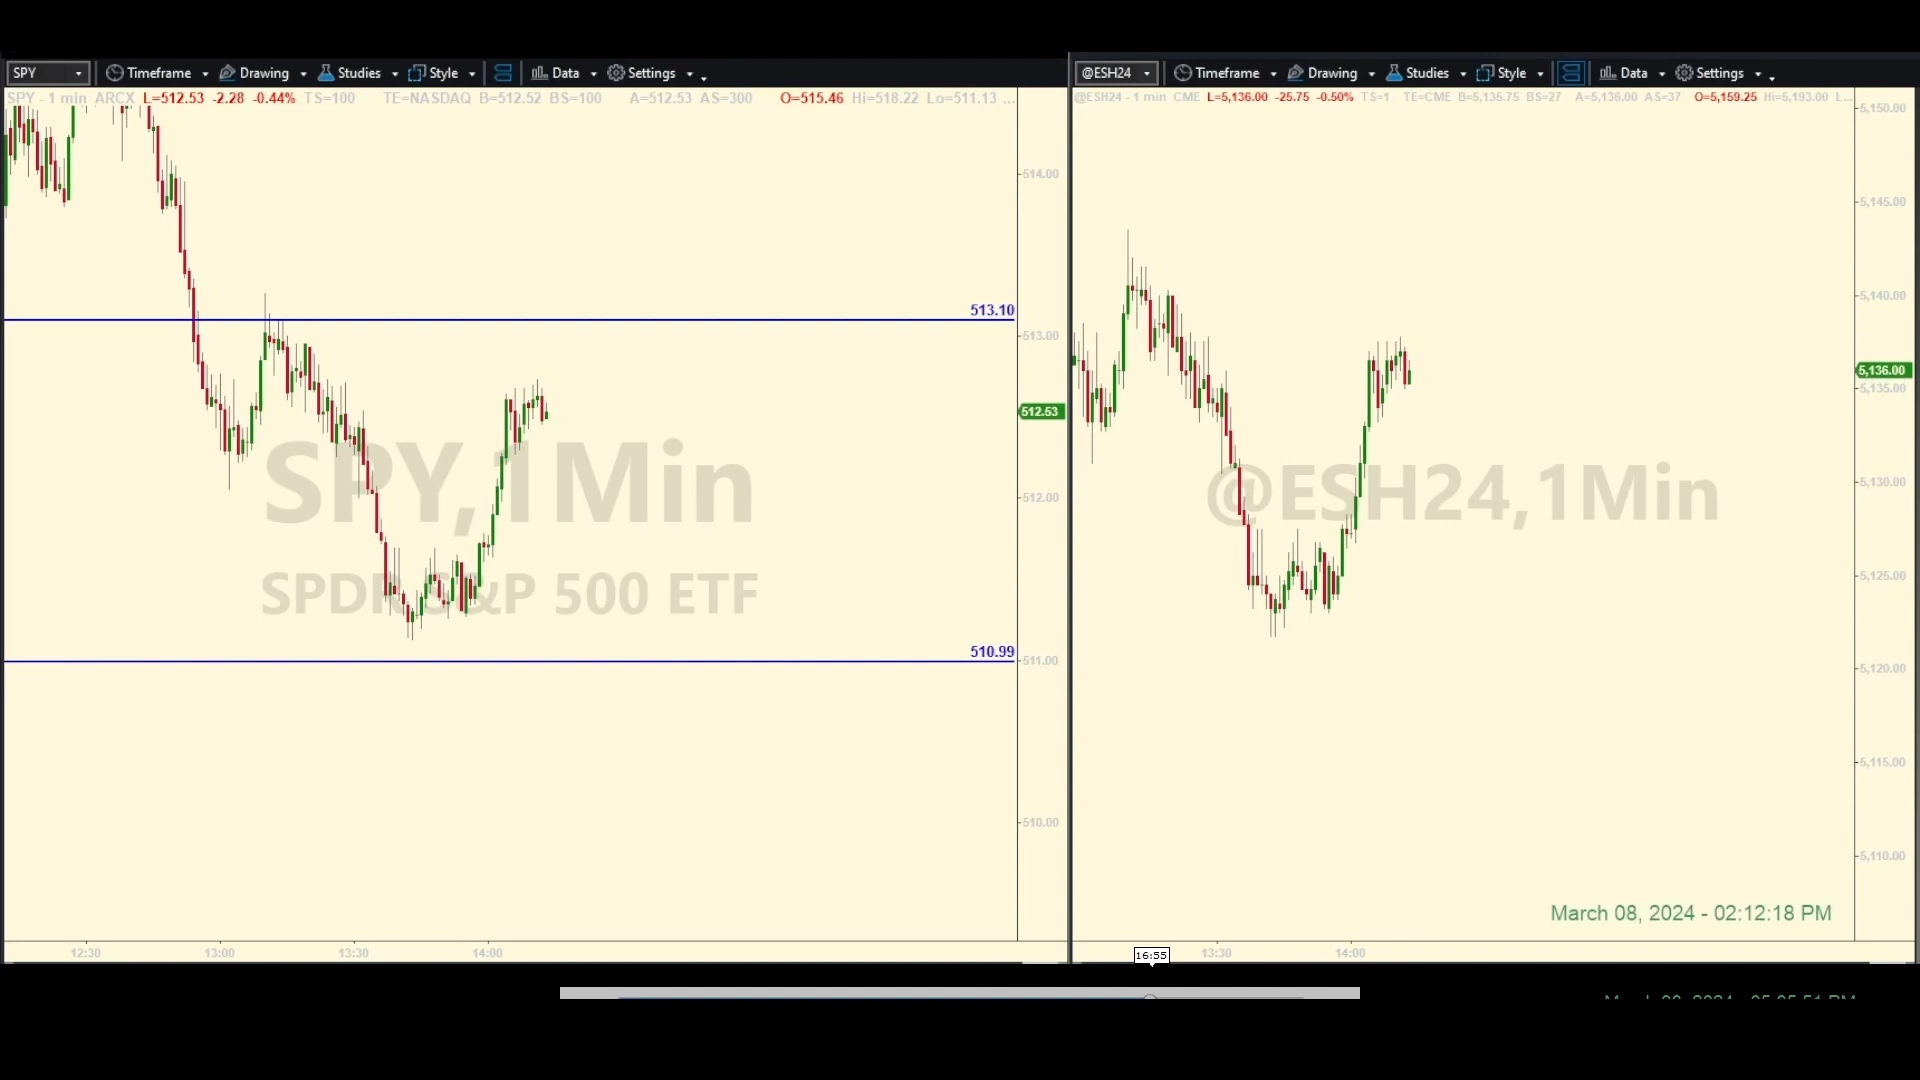 SPY Timeframe Drawing Studies Style Data Settings
SPY - 1 min ARCX L=512.53 -2.28 -0.44% TS=100 TE=NASDAQ B=512.52 BS=100 A=512.53 AS=300 O=515.46 Hi=518.22 Lo=511.13 ...
514.00
513.10
513.00
512.53
SPY,1Min
512.00
SPDR S&P 500 ETF
510.99
511.00
510.00
12:30 13:00 13:30 14:00
@ESH24 Timeframe Drawing Studies Style Data Settings
@ESH24 - 1 min CME L=5,136.00 -25.75 -0.50% TS=1 TE=CME B=5,135.75 BS=27 A=5,136.00 AS=37 O=5,159.25 Hi=5,193.00 L...
5,150.00
5,145.00
5,140.00
5,136.00
5,135.00
@ESH24,1Min
5,130.00
5,125.00
5,120.00
5,115.00
5,110.00
March 08, 2024 - 02:12:18 PM
16:55 13:30 14:00